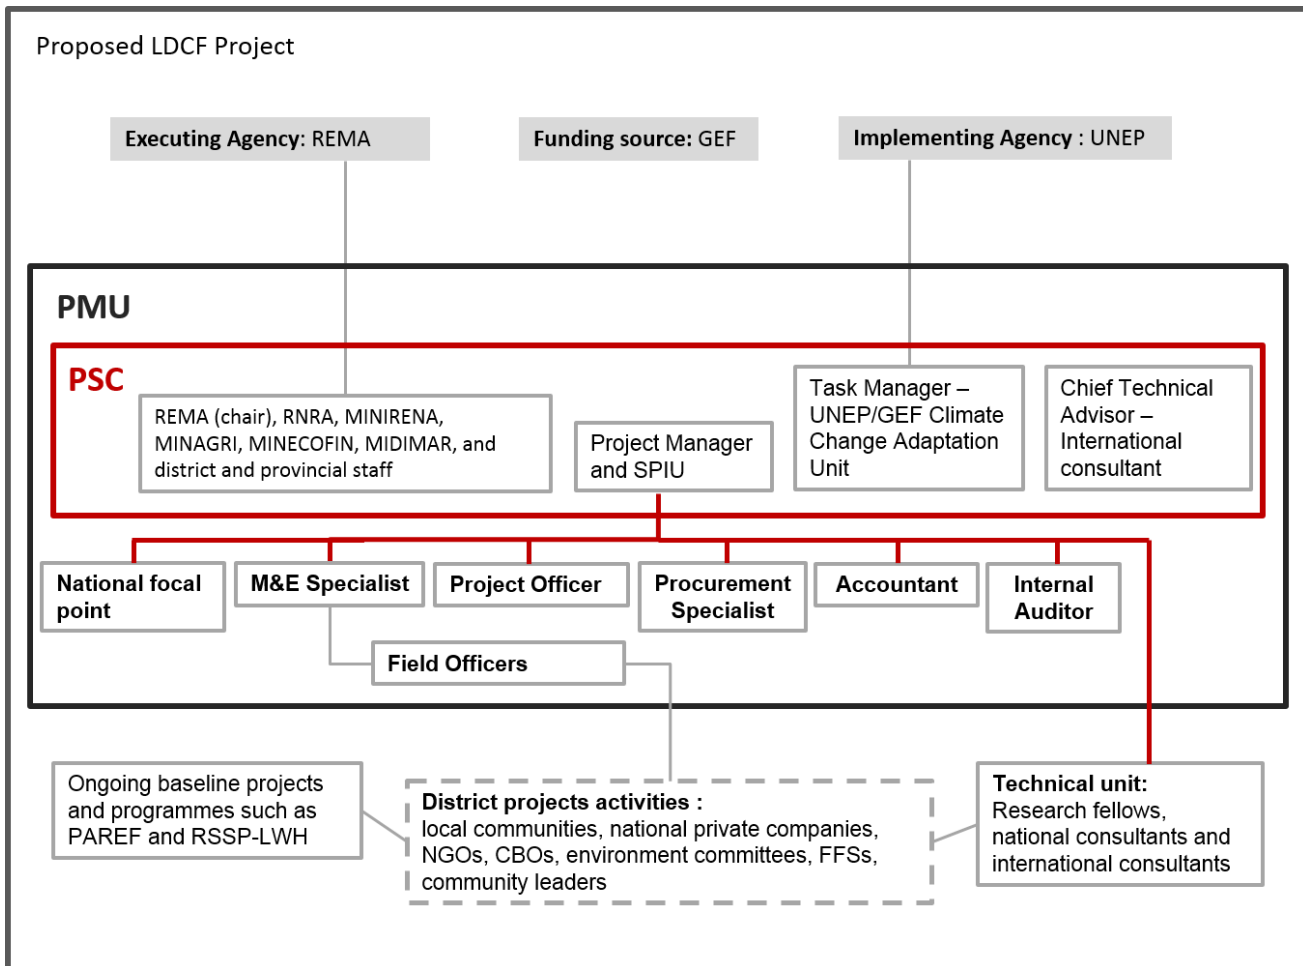 Proposed LDCF Project
Executing Agency: REMA
Funding source: GEF
Implementing Agency : UNEP
PMU
PSC
REMA (chair), RNRA, MINIRENA,
MINAGRI, MINECOFIN, MIDIMAR, and
district and provincial staff
Project Manager
and SPIU
Task Manager –
UNEP/GEF Climate
Change Adaptation
Unit
Chief Technical
Advisor –
International
consultant
National focal
point
M&E Specialist
Project Officer
Procurement
Specialist
Accountant
Internal
Auditor
Field Officers
Ongoing baseline projects
and programmes such as
PAREF and RSSP-LWH
District projects activities :
local communities, national private companies,
NGOs, CBOs, environment committees, FFSs,
community leaders
Technical unit:
Research fellows,
national consultants and
international consultants